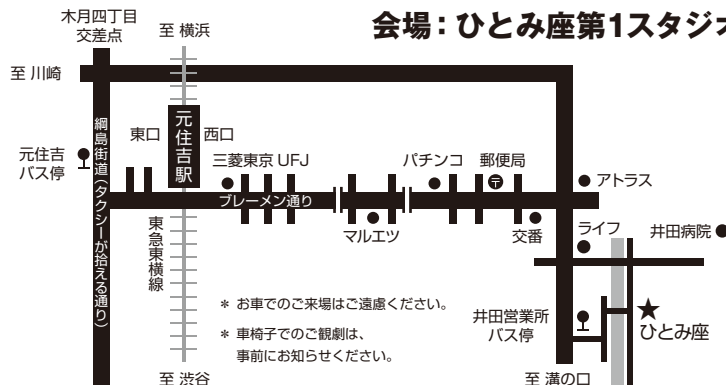 会場：ひとみ座第1スタジオ
木月四丁目
交差点
至 横浜
至 川崎
元住吉
バス停
綱島街道（タクシーが拾える通り）
東口
元住吉駅
西口
三菱東京 UFJ
パチンコ
郵便局
〒
アトラス
ブレーメン通り
マルエツ
交番
ライフ
井田病院
東急東横線
＊ お車でのご来場はご遠慮ください。
＊ 車椅子でのご観劇は、
事前にお知らせください。
井田営業所
バス停
★
ひとみ座
至 渋谷
至 溝の口